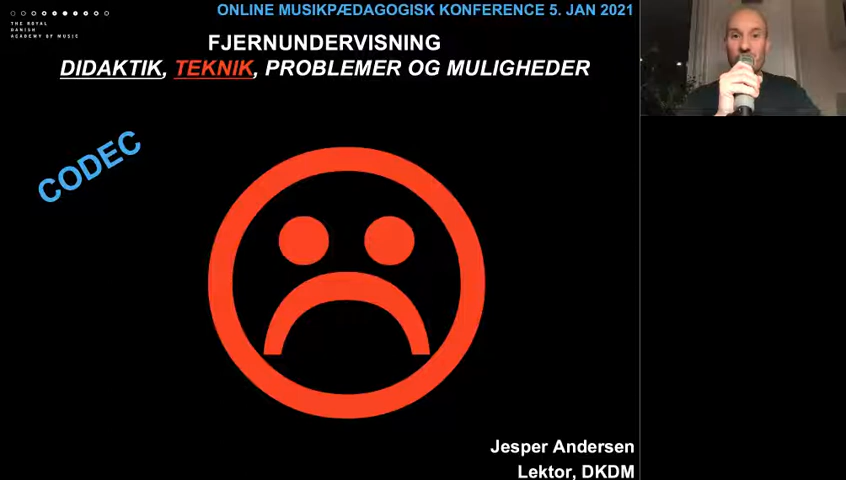 THE ROYAL
DANISH
ACADEMY OF MUSIC
ONLINE MUSIKPÆDAGOGISK KONFERENCE 5. JAN 2021
FJERNUNDERVISNING
DIDAKTIK, TEKNIK, PROBLEMER OG MULIGHEDER
CODEC
Jesper Andersen
Lektor, DKDM